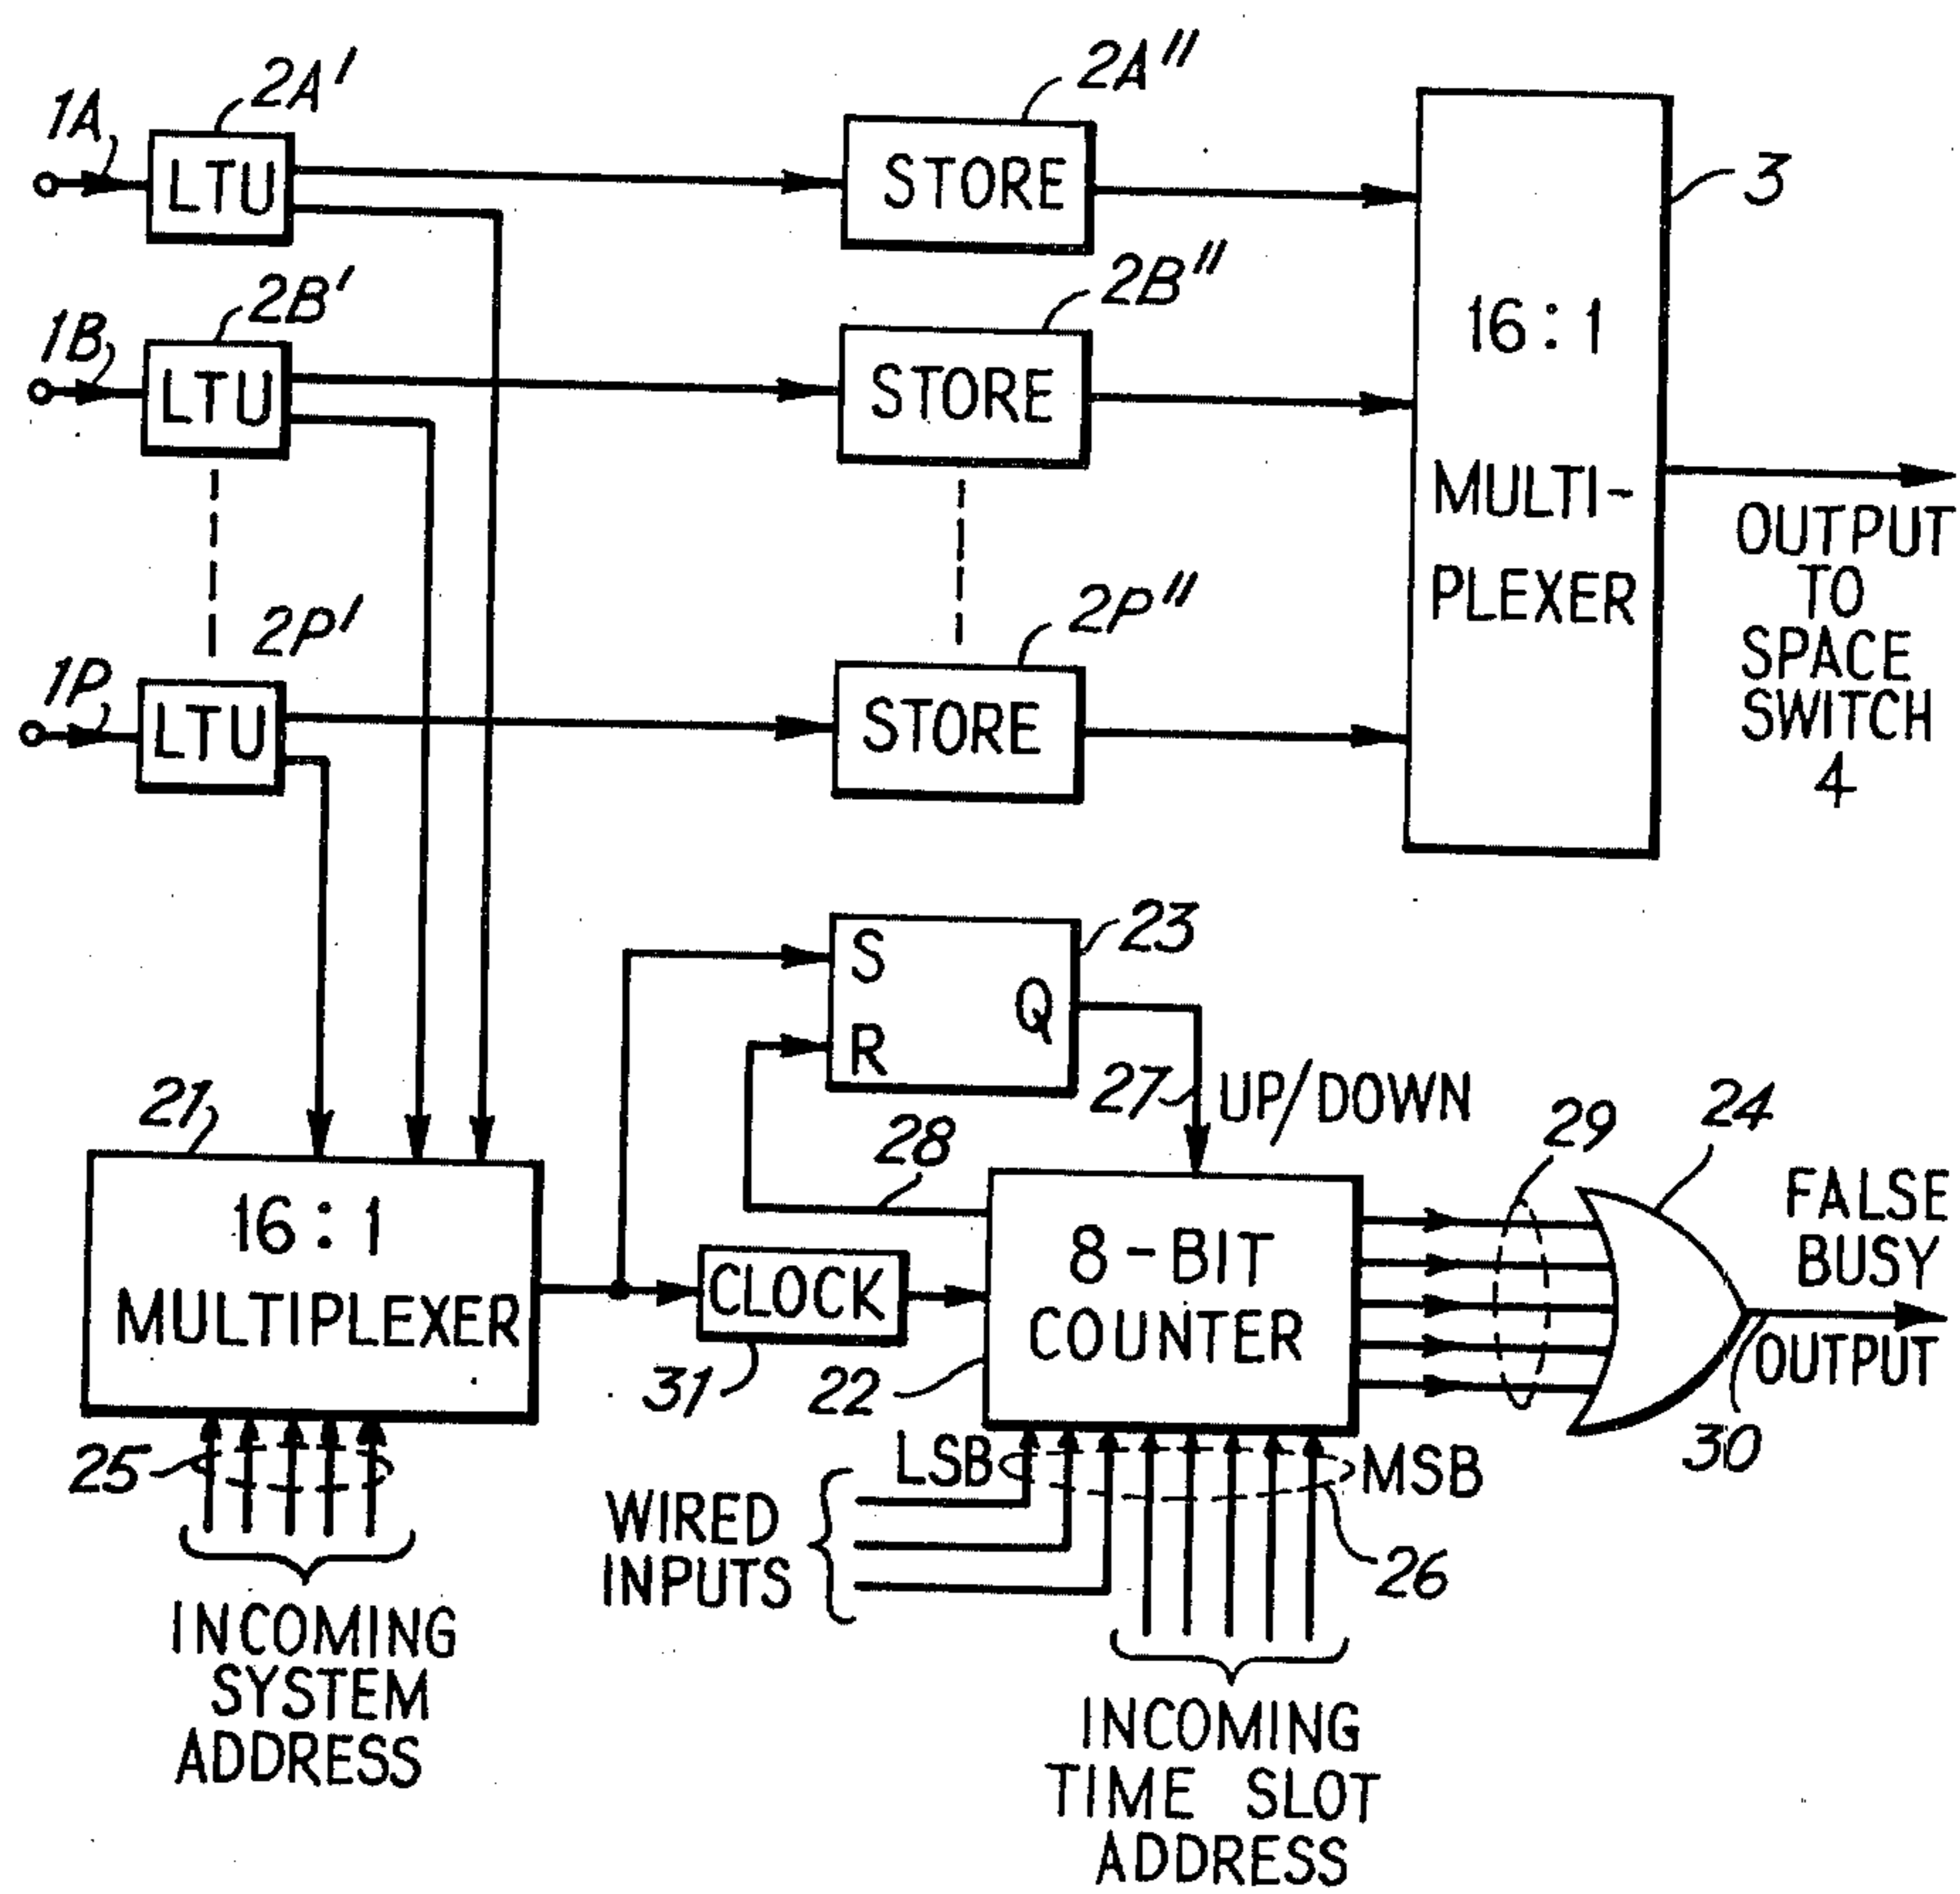 2A'
2A"
1A
LTU
STORE
3
2B'
2B"
1B
LTU
STORE
16:1
MULTI-
PLEXER
OUTPUT
TO
SPACE
SWITCH
4
2P'
2P"
1P
LTU
STORE
23
S
Q
R
21
27
UP/DOWN
28
29
24
16:1
MULTIPLEXER
CLOCK
8-BIT
COUNTER
FALSE
BUSY
OUTPUT
31
22
30
25
LSB
MSB
WIRED
INPUTS
26
INCOMING
SYSTEM
ADDRESS
INCOMING
TIME SLOT
ADDRESS